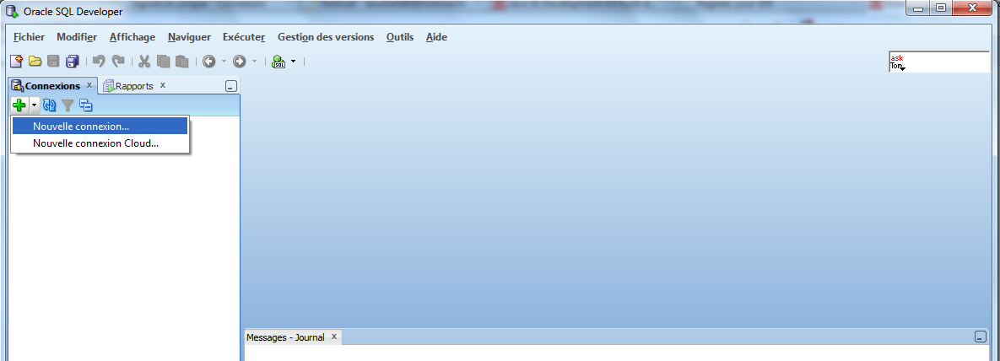 Oracle SQL Developer
Fichier Modifier Affichage Naviguer Exécuter Gestion des versions Outils Aide
SQL
ask
Tom
Connexions x Rapports x
Nouvelle connexion...
Nouvelle connexion Cloud...
Messages - Journal x